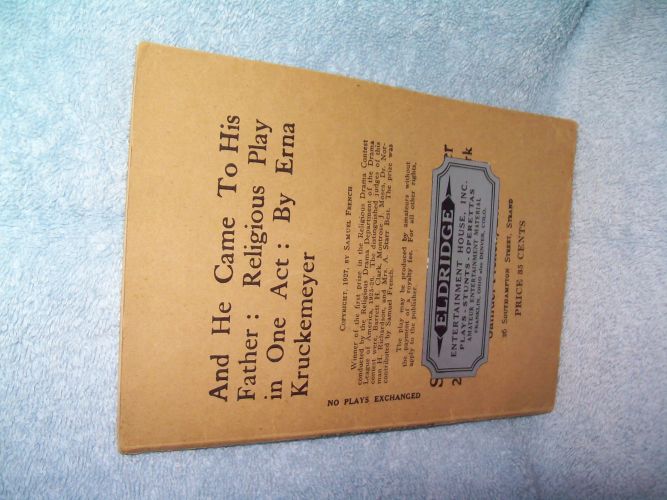 And He Came To His
Father : Religious Play
in One Act : By Erna
Kruckemeyer
COPYRIGHT, 1927, BY SAMUEL FRENCH
Winner of the first prize in the Religious Drama Contest
conducted by the Religious Drama Department of the Drama
League of America, 1925-26. The distinguished judges of this
contest were, Barrett H. Clark, Montrose J. Moses, Dr. Nor-
man H. Richardson, and Mrs. A. Starr Best. The prize was
contributed by Samuel French.
The play may be produced by amateurs without
the payment of a royalty fee. For all other rights,
apply to the publisher.
NO PLAYS EXCHANGED
ELDRIDGE
ENTERTAINMENT HOUSE, INC.
PLAYS - STUNTS - OPERETTAS
AMATEUR ENTERTAINMENT MATERIAL
FRANKLIN, OHIO also DENVER, COLO.
26 SOUTHAMPTON STREET, STRAND
PRICE 35 CENTS